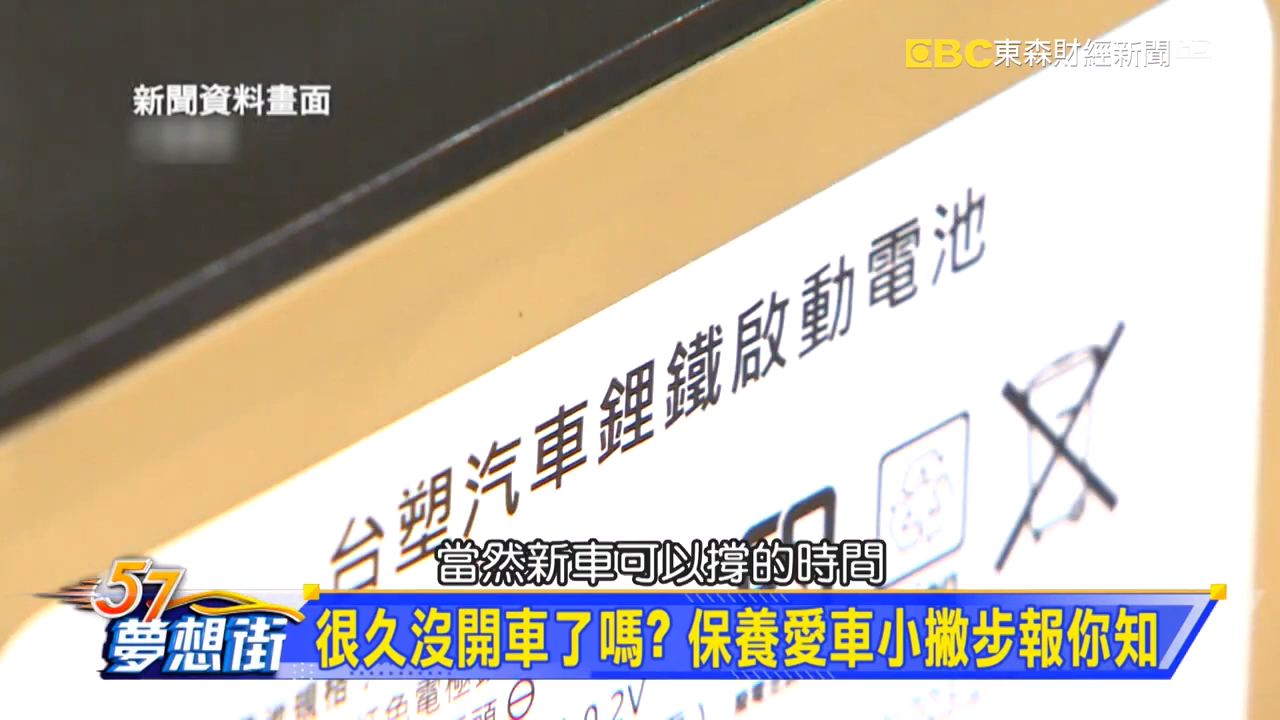 EBC東森財經新聞
新聞資料畫面
台塑汽車鋰鐵啟動電池
當然新車可以撐的時間
57
夢想街
很久沒開車了嗎? 保養愛車小撇步報你知